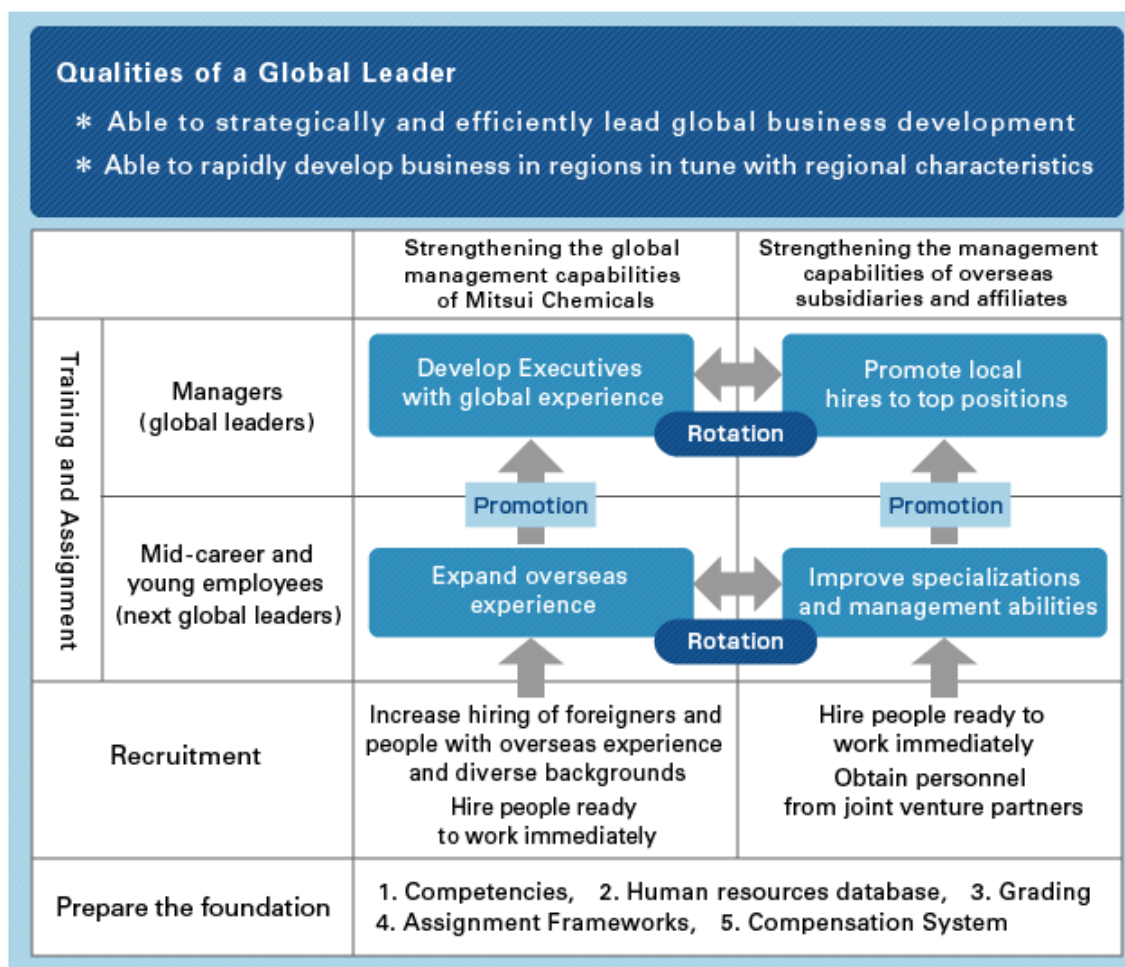 Qualities of a Global Leader
* Able to strategically and efficiently lead global business development
* Able to rapidly develop business in regions in tune with regional characteristics
Strengthening the global
management capabilities
of Mitsui Chemicals
Strengthening the management
capabilities of overseas
subsidiaries and affiliates
Training and Assignment
Managers
(global leaders)
Develop Executives
with global experience
Promote local
hires to top positions
Rotation
Promotion
Promotion
Mid-career and
young employees
(next global leaders)
Expand overseas
experience
Improve specializations
and management abilities
Rotation
Recruitment
Increase hiring of foreigners and
people with overseas experience
and diverse backgrounds
Hire people ready
to work immediately
Hire people ready to
work immediately
Obtain personnel
from joint venture partners
Prepare the foundation
1. Competencies, 2. Human resources database, 3. Grading
4. Assignment Frameworks, 5. Compensation System